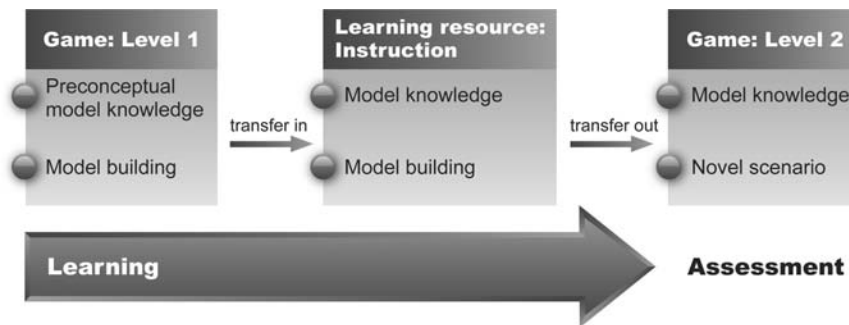 Game: Level 1
Preconceptual
model knowledge
Model building
transfer in
Learning resource:
Instruction
Model knowledge
Model building
transfer out
Game: Level 2
Model knowledge
Novel scenario
Learning
Assessment